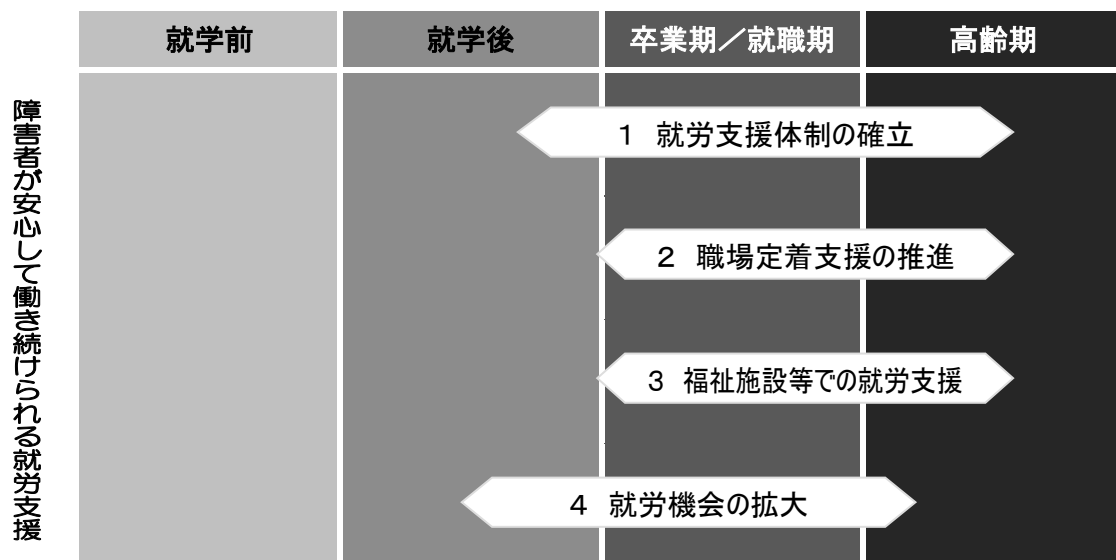 就学前
就学後
卒業期／就職期
高齢期
障害者が安心して働き続けられる就労支援
1 就労支援体制の確立
2 職場定着支援の推進
3 福祉施設等での就労支援
4 就労機会の拡大